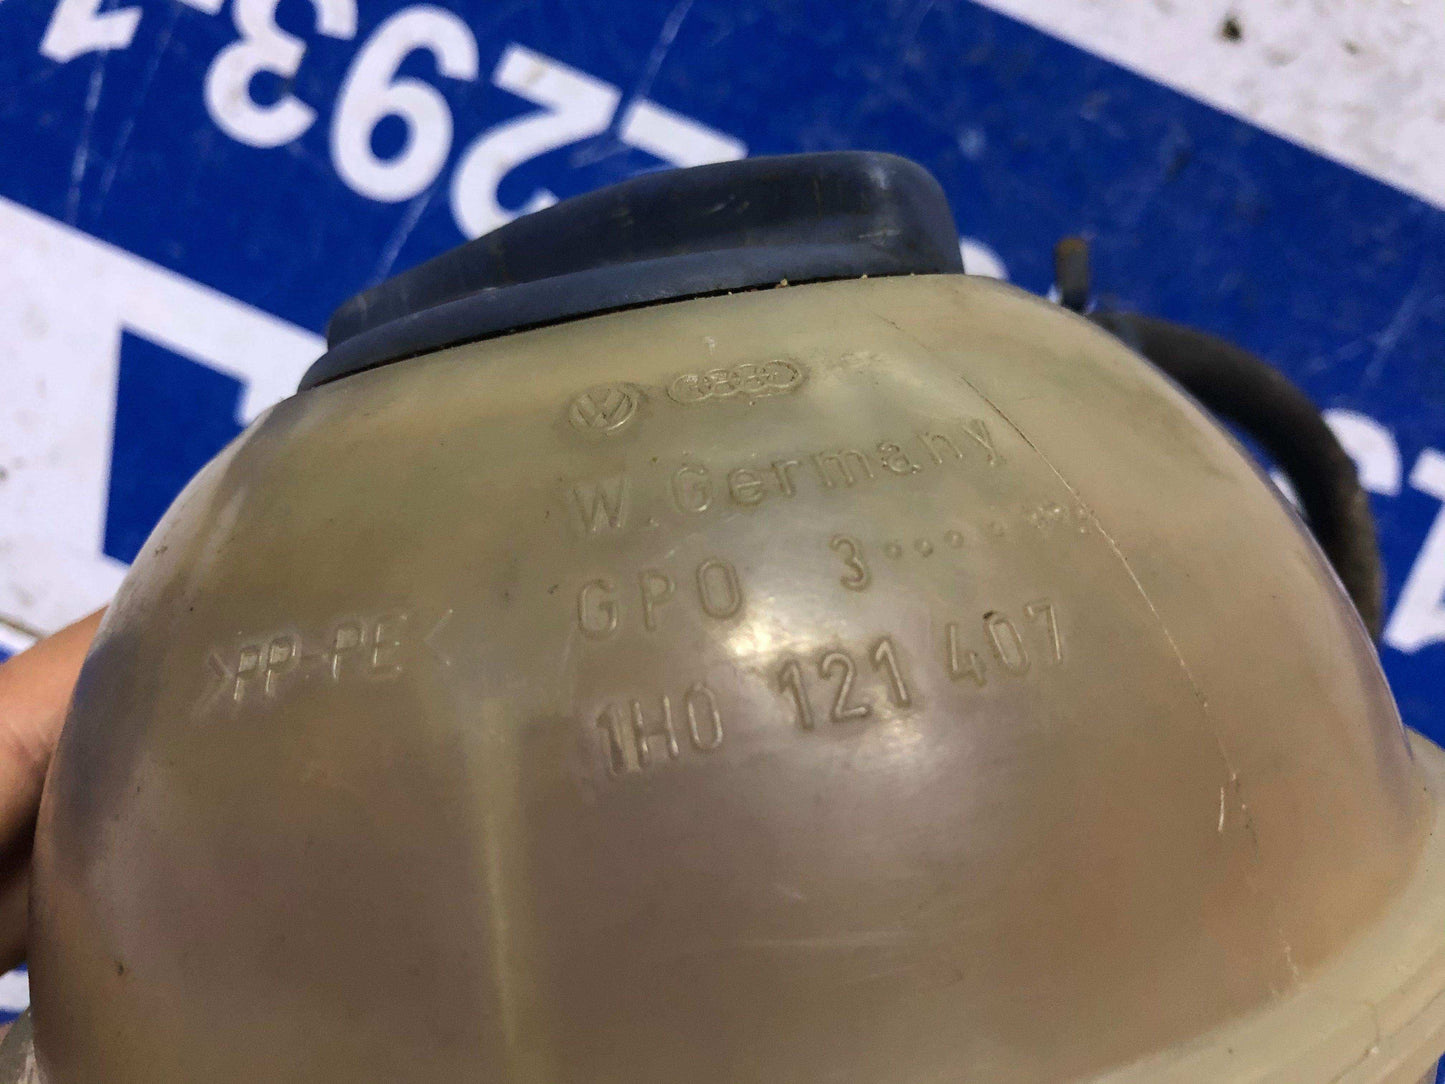 W. Germany
GPO 3
>PP-PE<
1H0 121 407